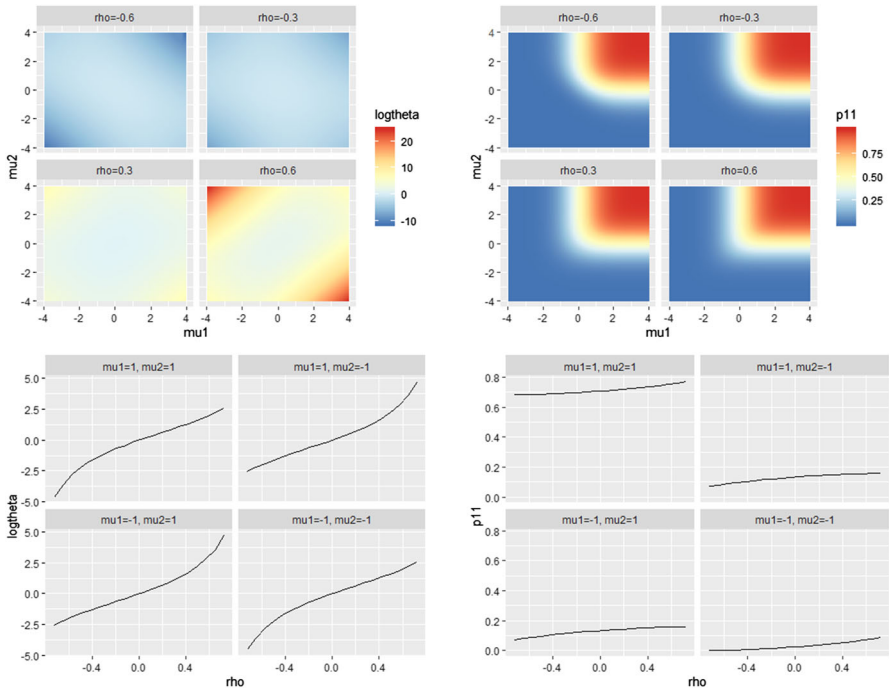 rho=-0.6 rho=-0.3
4
2
0
-2
-4
mu2
rho=0.3 rho=0.6
4
2
0
-2
-4
-4 -2 0 2 4 -4 -2 0 2 4
mu1
logtheta
20
10
0
-10
rho=-0.6 rho=-0.3
4
2
0
-2
-4
mu2
rho=0.3 rho=0.6
4
2
0
-2
-4
-4 -2 0 2 4 -4 -2 0 2 4
mu1
p11
0.75
0.50
0.25
mu1=1, mu2=1 mu1=1, mu2=-1
5.0
2.5
0.0
-2.5
-5.0
logtheta
mu1=-1, mu2=1 mu1=-1, mu2=-1
5.0
2.5
0.0
-2.5
-5.0
-0.4 0.0 0.4 -0.4 0.0 0.4
rho
mu1=1, mu2=1 mu1=1, mu2=-1
0.8
0.6
0.4
0.2
0.0
p11
mu1=-1, mu2=1 mu1=-1, mu2=-1
0.8
0.6
0.4
0.2
0.0
-0.4 0.0 0.4 -0.4 0.0 0.4
rho